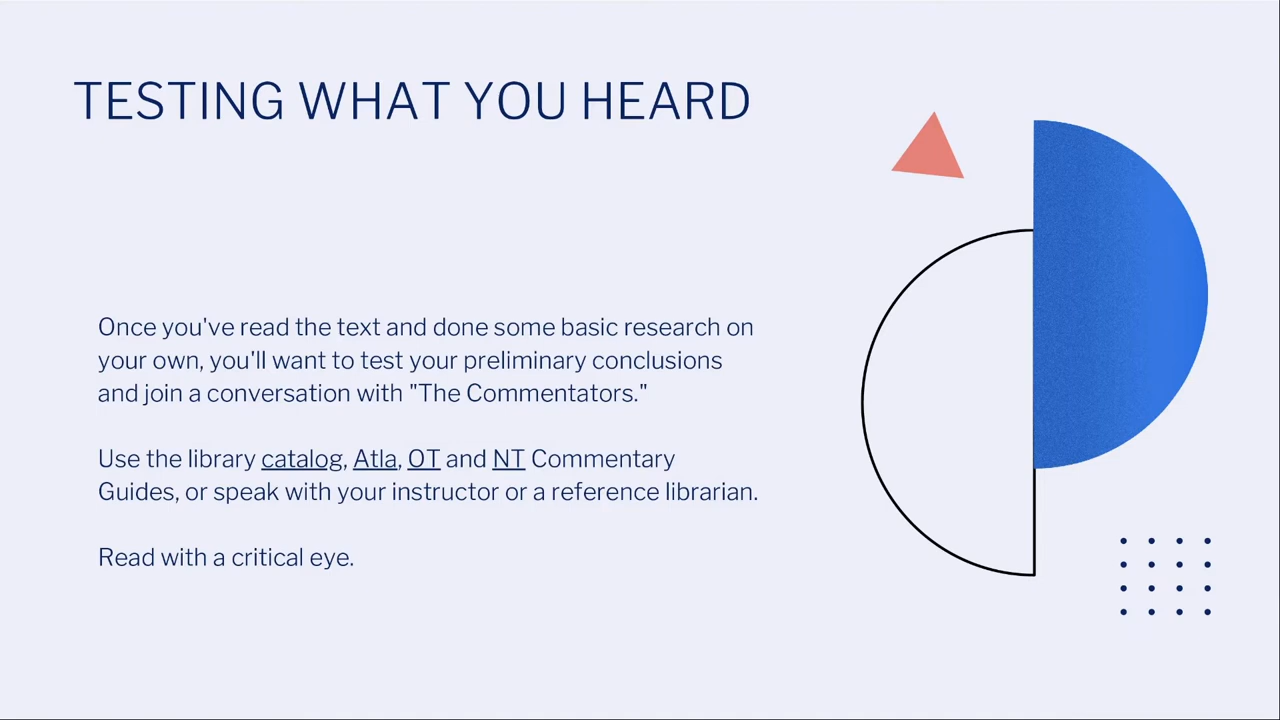 TESTING WHAT YOU HEARD
Once you've read the text and done some basic research on
your own, you'll want to test your preliminary conclusions
and join a conversation with "The Commentators."
Use the library catalog, Atla, OT and NT Commentary
Guides, or speak with your instructor or a reference librarian.
Read with a critical eye.